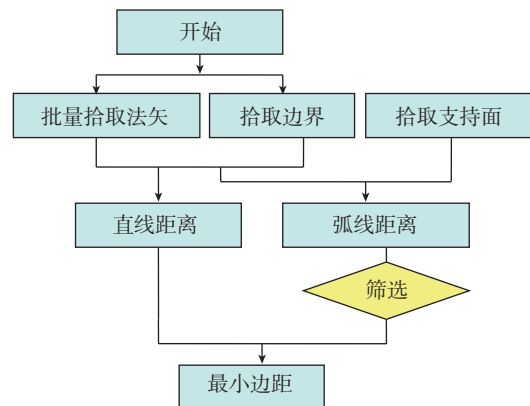 开始
批量拾取法矢
拾取边界
拾取支持面
直线距离
弧线距离
筛选
最小边距